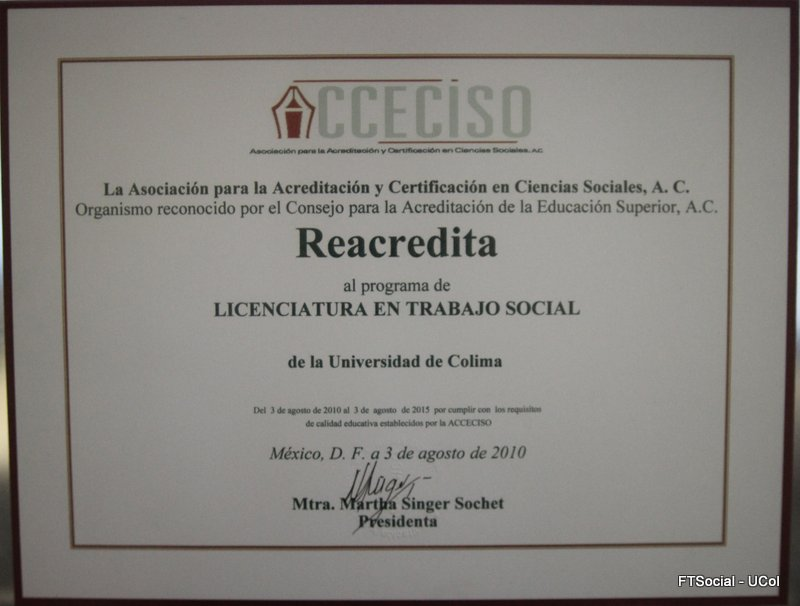 ACCECISO
Asociación para la Acreditación y Certificación en Ciencias Sociales, AC
La Asociación para la Acreditación y Certificación en Ciencias Sociales, A. C.
Organismo reconocido por el Consejo para la Acreditación de la Educación Superior, A.C.
Reacredita
al programa de
LICENCIATURA EN TRABAJO SOCIAL
de la Universidad de Colima
Del 3 de agosto de 2010 al 3 de agosto de 2015 por cumplir con los requisitos
de calidad educativa establecidos por la ACCECISO
México, D. F. a 3 de agosto de 2010
Mtra. Martha Singer Sochet
Presidenta
FTSocial - UCol